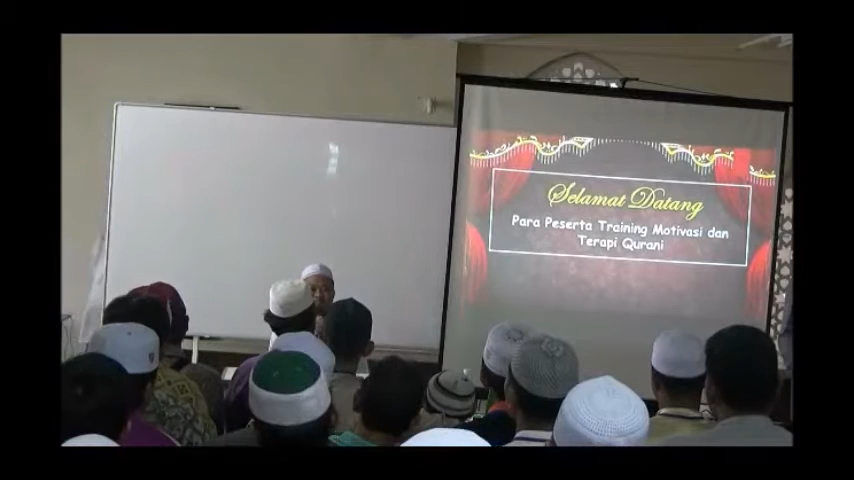 Selamat Datang
Para Peserta Training Motivasi dan
Terapi Qurani